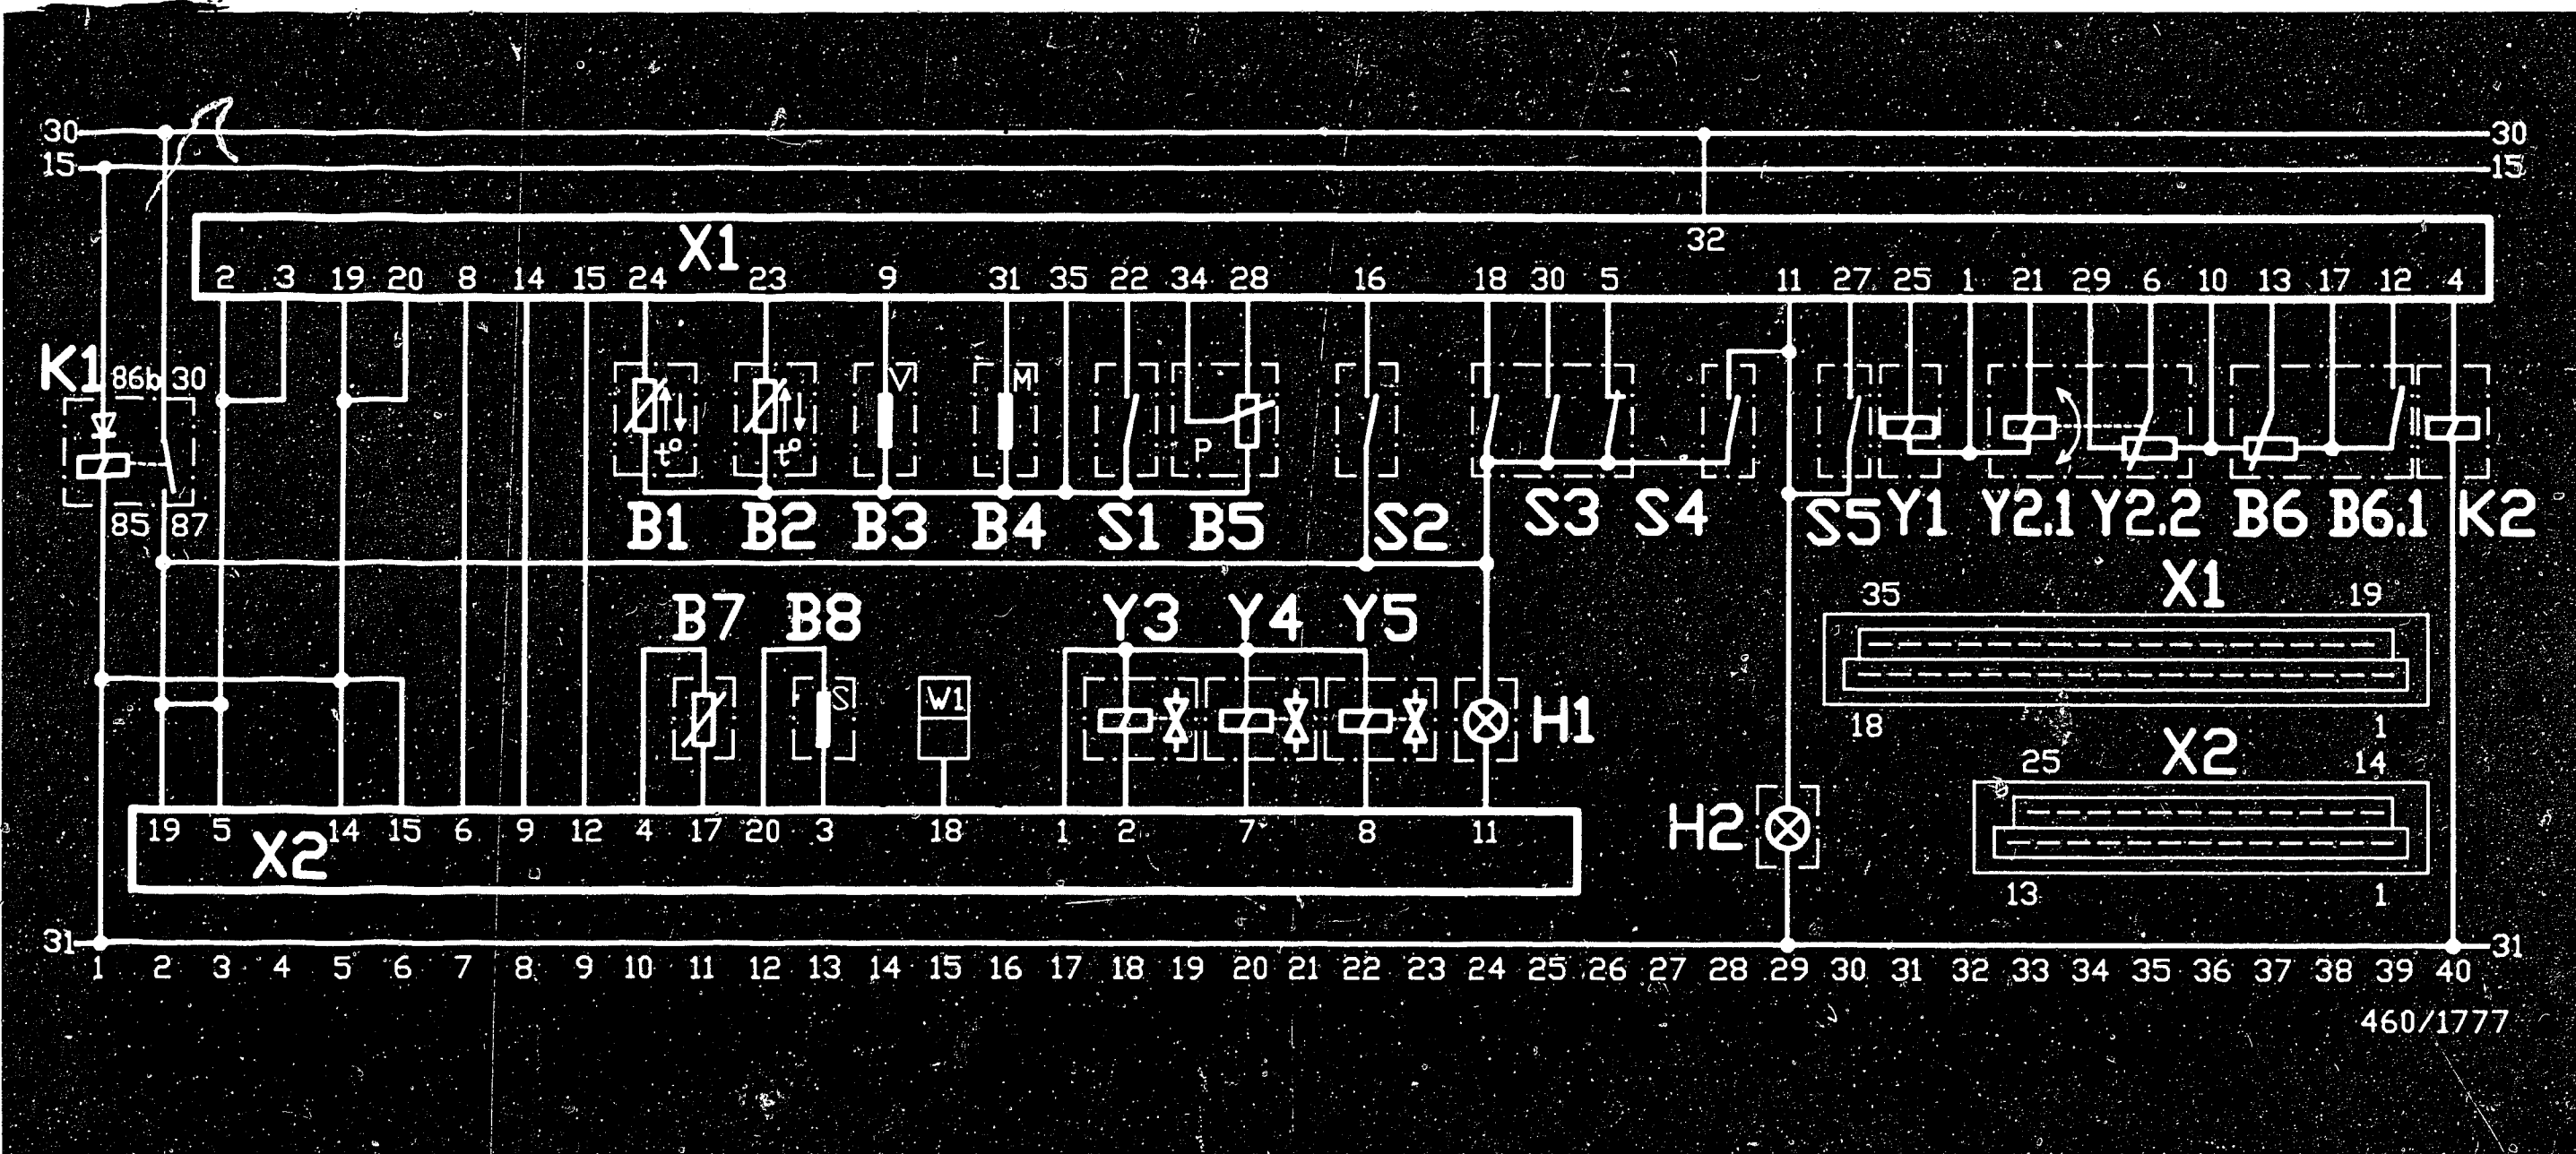 30 30
15 15
X1 32
2 3 19 20 8 14 15 24 23 9 31 35 22 34 28 16 18 30 5 11 27 25 1 21 29 6 10 13 17 12 4
K1 86b 30 V M
t° t° P
85 87 B1 B2 B3 B4 S1 B5 S2 S3 S4 S5 Y1 Y2.1 Y2.2 B6 B6.1 K2
B7 B8 Y3 Y4 Y5 35 X1 19
S W1 H1 18 1
25 X2 14
19 5 14 15 6 9 12 4 17 20 3 18 1 2 7 8 11 H2
X2 13 1
31 31
1 2 3 4 5 6 7 8 9 10 11 12 13 14 15 16 17 18 19 20 21 22 23 24 25 26 27 28 29 30 31 32 33 34 35 36 37 38 39 40
460/1777